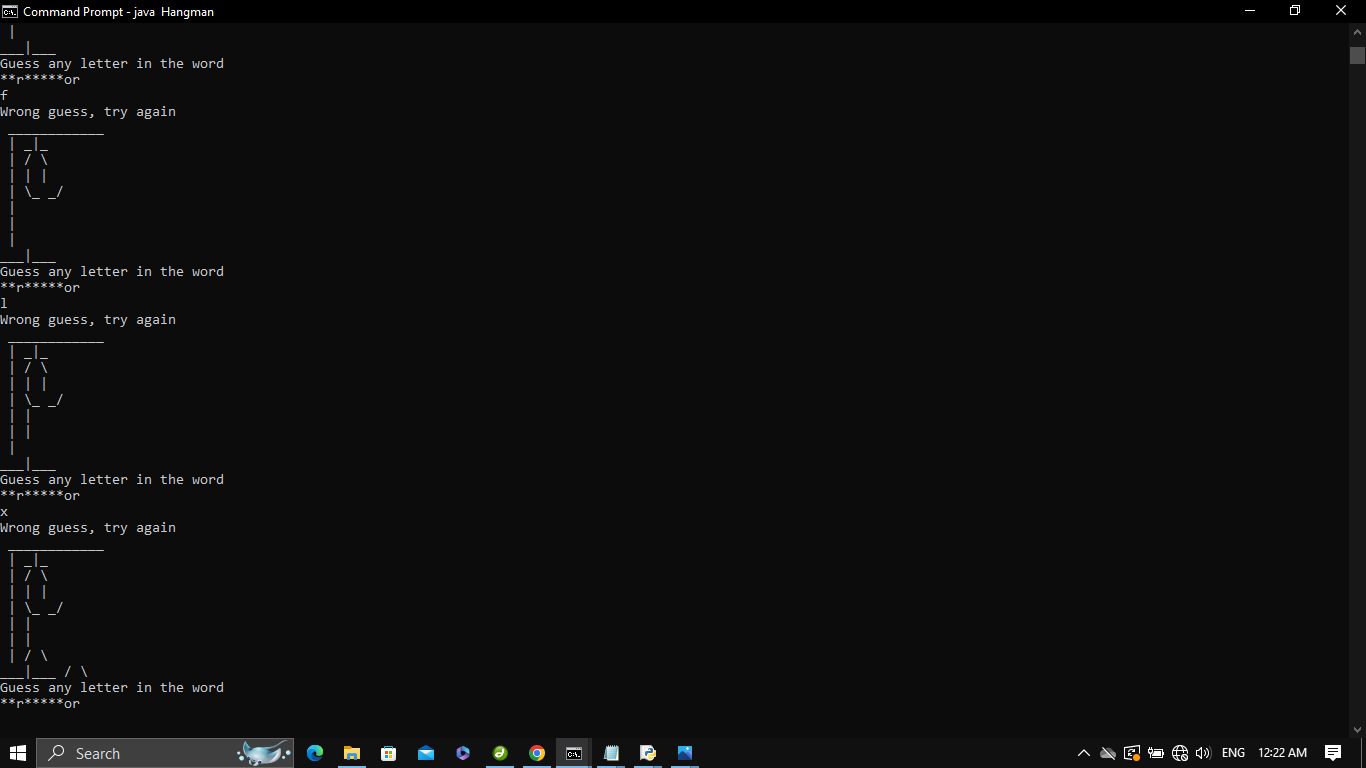 Command Prompt - java  Hangman
 |
___|___
Guess any letter in the word
**r*****or
f
Wrong guess, try again
 ____________
 | _|_
 | / \
 | | |
 | \_ _/
 |
 |
 |
___|___
Guess any letter in the word
**r*****or
l
Wrong guess, try again
 ____________
 | _|_
 | / \
 | | |
 | \_ _/
 | |
 | |
 |
___|___
Guess any letter in the word
**r*****or
x
Wrong guess, try again
 ____________
 | _|_
 | / \
 | | |
 | \_ _/
 | |
 | |
 | / \
___|___ / \
Guess any letter in the word
**r*****or
Search
ENG
12:22 AM